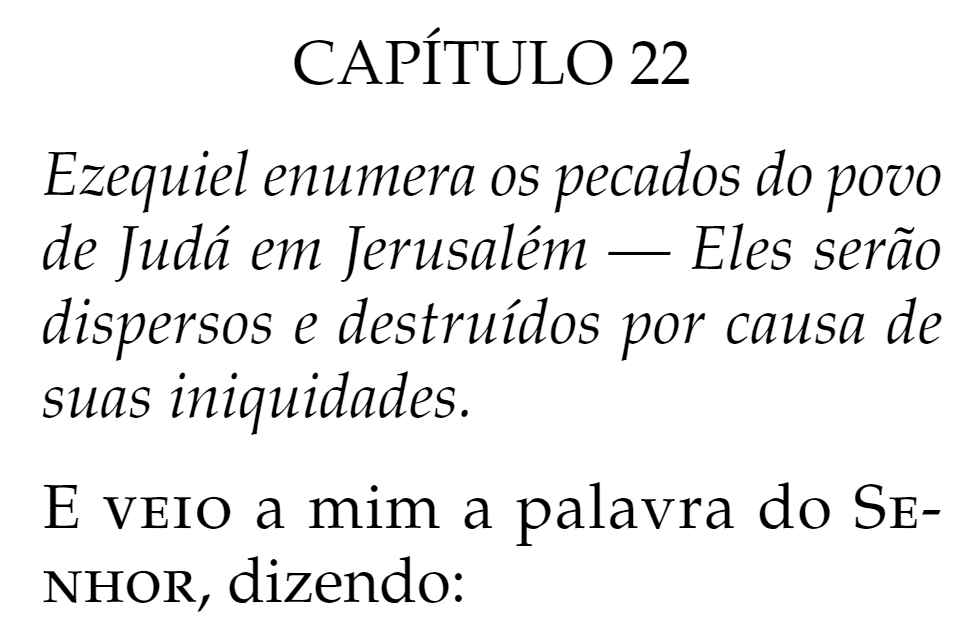 CAPÍTULO 22
Ezequiel enumera os pecados do povo
de Judá em Jerusalém — Eles serão
dispersos e destruídos por causa de
suas iniquidades.
E VEIO a mim a palavra do SE-
NHOR, dizendo: